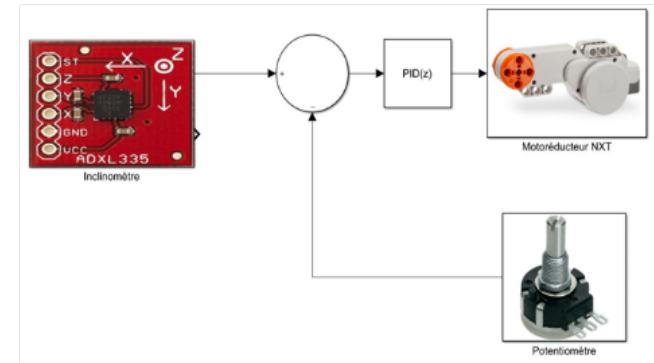 ST
Z
Y
X
GND
VCC
X
Z
Y
ADXL335
Inclinomètre
+
−
PID(z)
Motoréducteur NXT
Potentiomètre